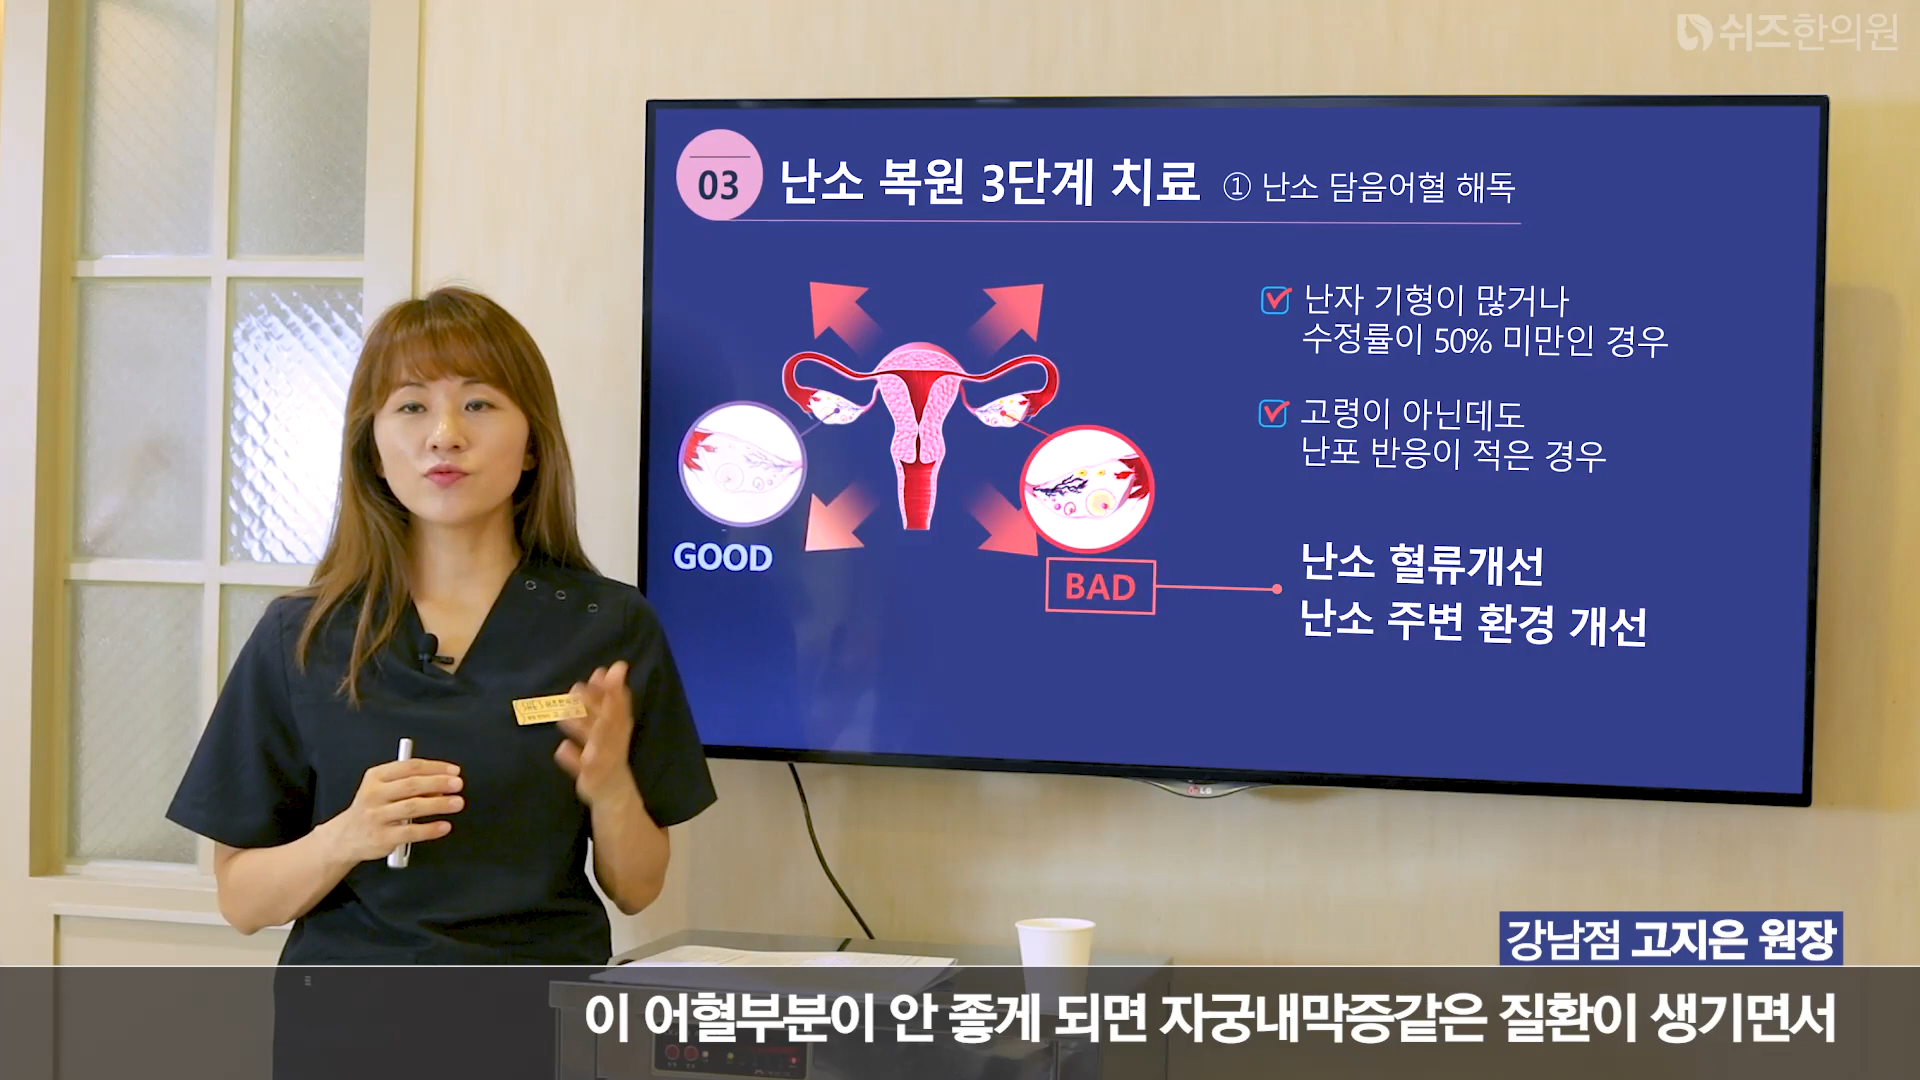 쉬즈한의원
03
난소 복원 3단계 치료 ① 난소 담음어혈 해독
난자 기형이 많거나
수정률이 50% 미만인 경우
고령이 아닌데도
난포 반응이 적은 경우
GOOD
BAD
난소 혈류개선
난소 주변 환경 개선
LG
강남점 고지은 원장
이 어혈부분이 안 좋게 되면 자궁내막증같은 질환이 생기면서